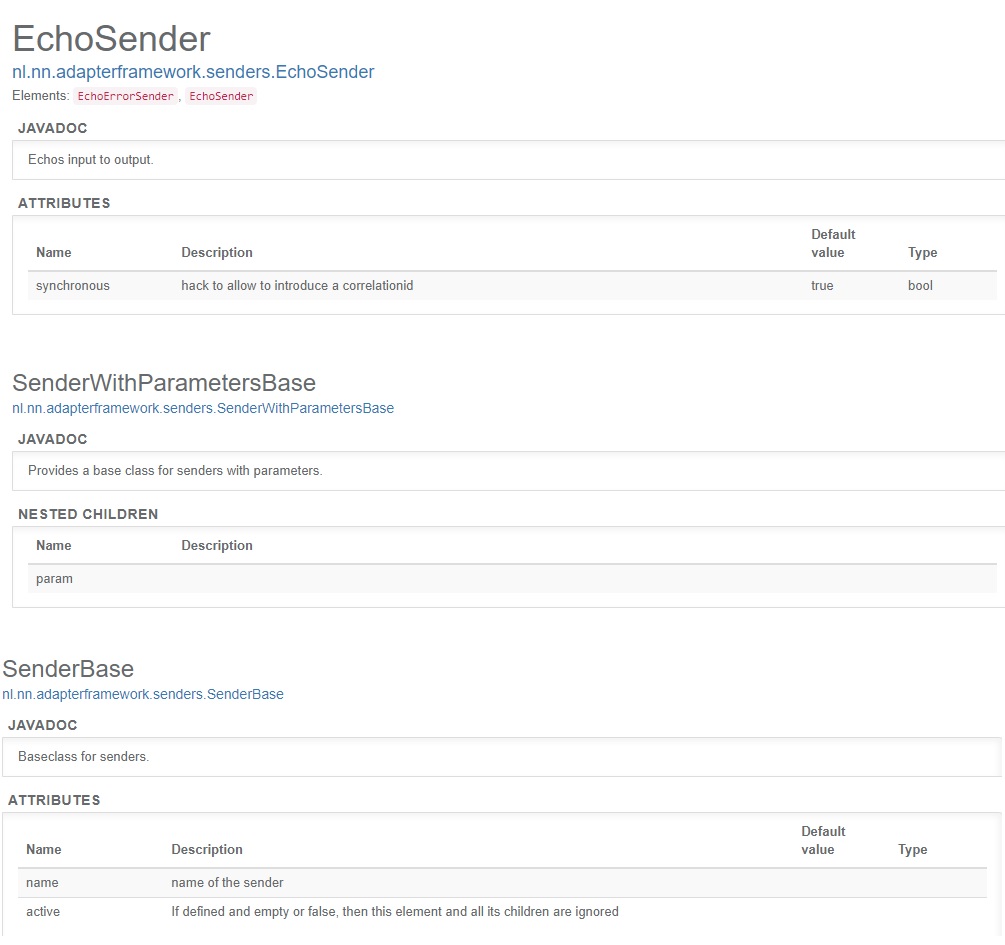 EchoSender
nl.nn.adapterframework.senders.EchoSender
Elements: EchoErrorSender , EchoSender
JAVADOC
Echos input to output.
ATTRIBUTES
Name Description Default value Type
synchronous hack to allow to introduce a correlationid true bool
SenderWithParametersBase
nl.nn.adapterframework.senders.SenderWithParametersBase
JAVADOC
Provides a base class for senders with parameters.
NESTED CHILDREN
Name Description
param
SenderBase
nl.nn.adapterframework.senders.SenderBase
JAVADOC
Baseclass for senders.
ATTRIBUTES
Name Description Default value Type
name name of the sender
active If defined and empty or false, then this element and all its children are ignored